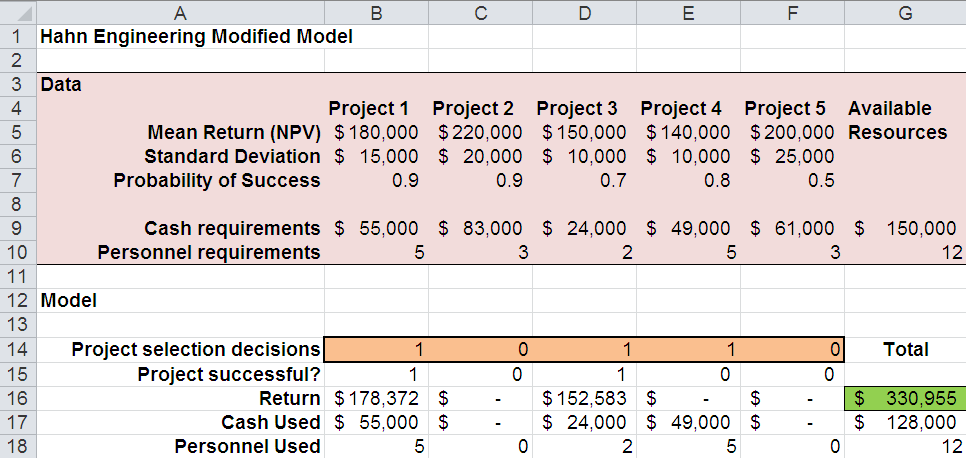 A B C D E F G
1 Hahn Engineering Modified Model
2
3 Data
4 Project 1 Project 2 Project 3 Project 4 Project 5 Available
5 Mean Return (NPV) $180,000 $220,000 $150,000 $140,000 $200,000 Resources
6 Standard Deviation $ 15,000 $ 20,000 $ 10,000 $ 10,000 $ 25,000
7 Probability of Success 0.9 0.9 0.7 0.8 0.5
8
9 Cash requirements $ 55,000 $ 83,000 $ 24,000 $ 49,000 $ 61,000 $ 150,000
10 Personnel requirements 5 3 2 5 3 12
11
12 Model
13
14 Project selection decisions 1 0 1 1 0 Total
15 Project successful? 1 0 1 0 0
16 Return $178,372 $ - $152,583 $ - $ - $ 330,955
17 Cash Used $ 55,000 $ - $ 24,000 $ 49,000 $ - $ 128,000
18 Personnel Used 5 0 2 5 0 12